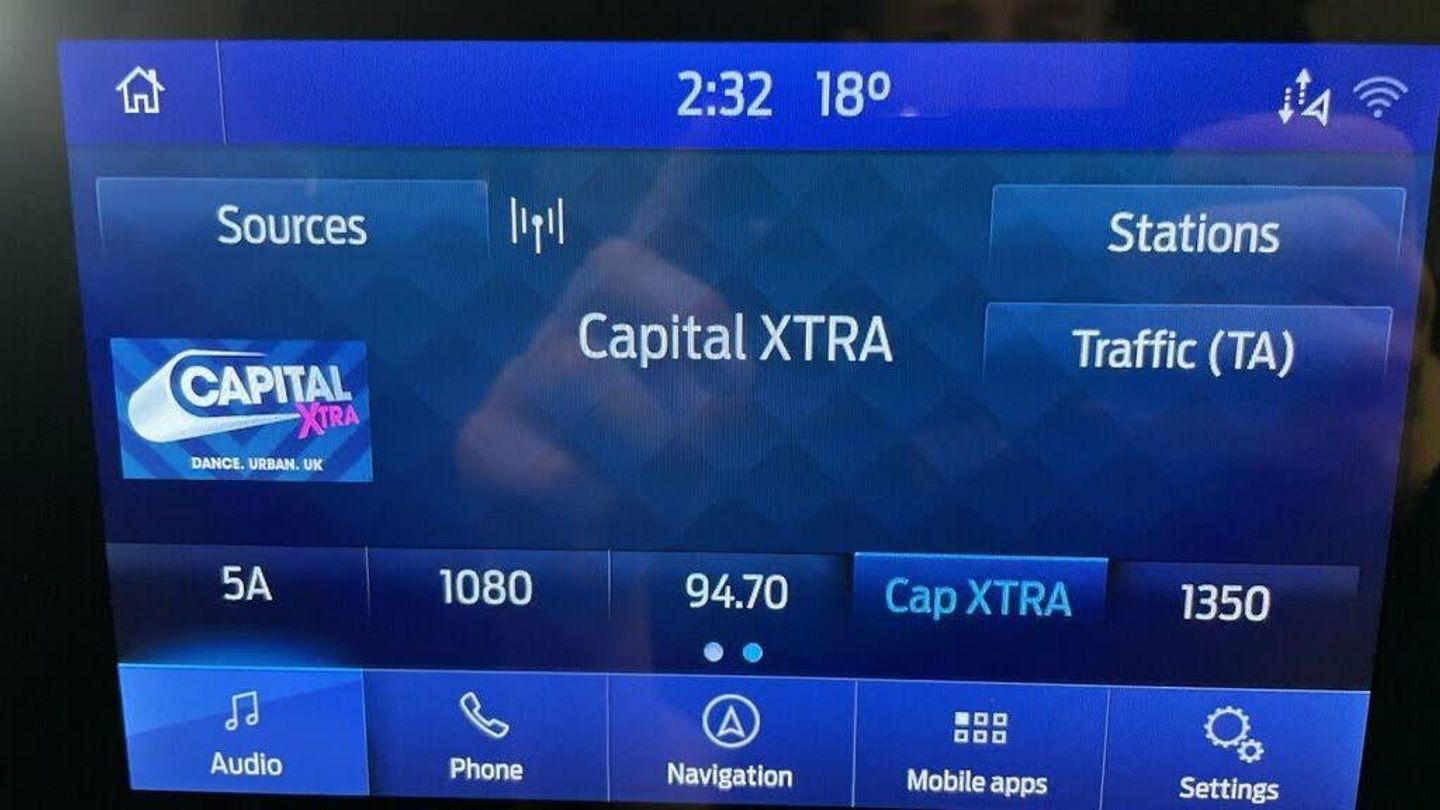 2:32 18º
Sources
Stations
Capital XTRA
Traffic (TA)
CAPITAL
XTRA
DANCE. URBAN. UK
5A 1080 94.70 Cap XTRA 1350
Audio Phone Navigation Mobile apps Settings